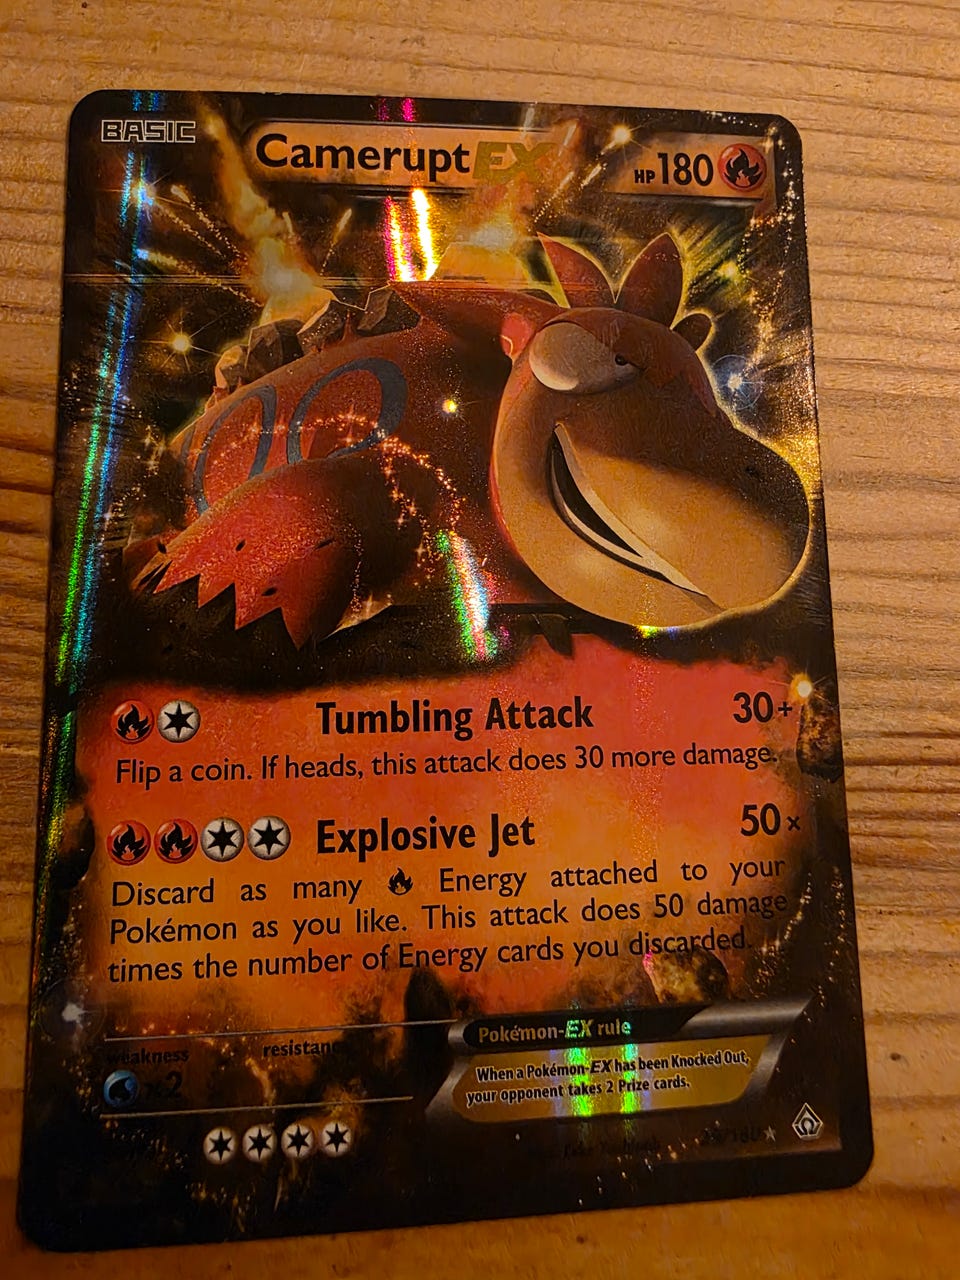 BASIC
Camerupt EX
HP 180
Tumbling Attack 30+
Flip a coin. If heads, this attack does 30 more damage.
Explosive Jet 50x
Discard as many Energy attached to your
Pokémon as you like. This attack does 50 damage
times the number of Energy cards you discarded.
weakness resistance
×2
Pokémon-EX rule
When a Pokémon-EX has been Knocked Out,
your opponent takes 2 Prize cards.